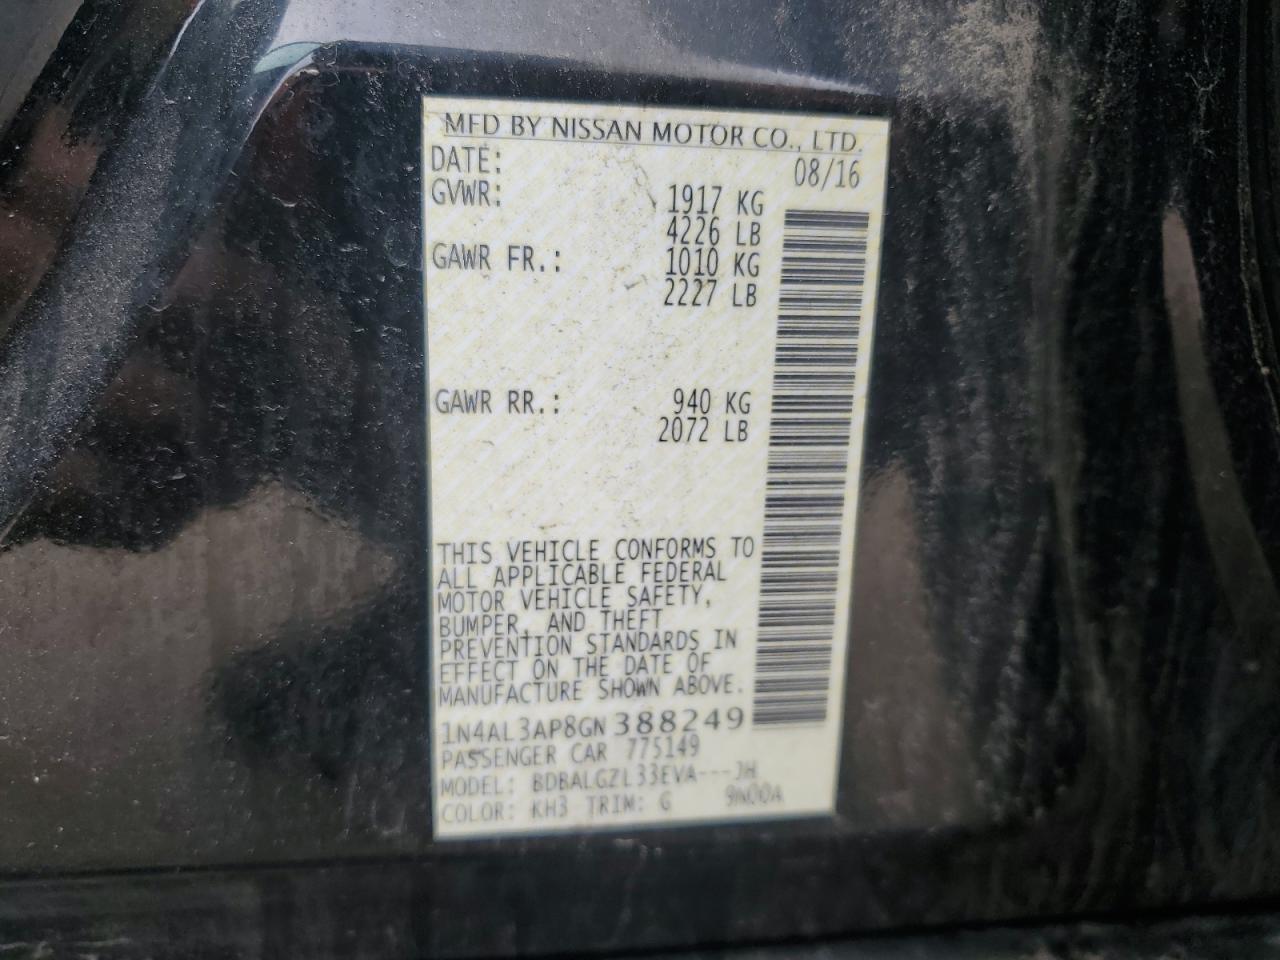 MFD BY NISSAN MOTOR CO., LTD.
DATE: 08/16
GVWR: 1917 KG
4226 LB
GAWR FR.: 1010 KG
2227 LB
GAWR RR.: 940 KG
2072 LB
THIS VEHICLE CONFORMS TO
ALL APPLICABLE FEDERAL
MOTOR VEHICLE SAFETY,
BUMPER, AND THEFT
PREVENTION STANDARDS IN
EFFECT ON THE DATE OF
MANUFACTURE SHOWN ABOVE.
1N4AL3AP8GN388249
PASSENGER CAR 775149
MODEL: BDBALGZL33EVA---JH
COLOR: KH3 TRIM: G 9N00A